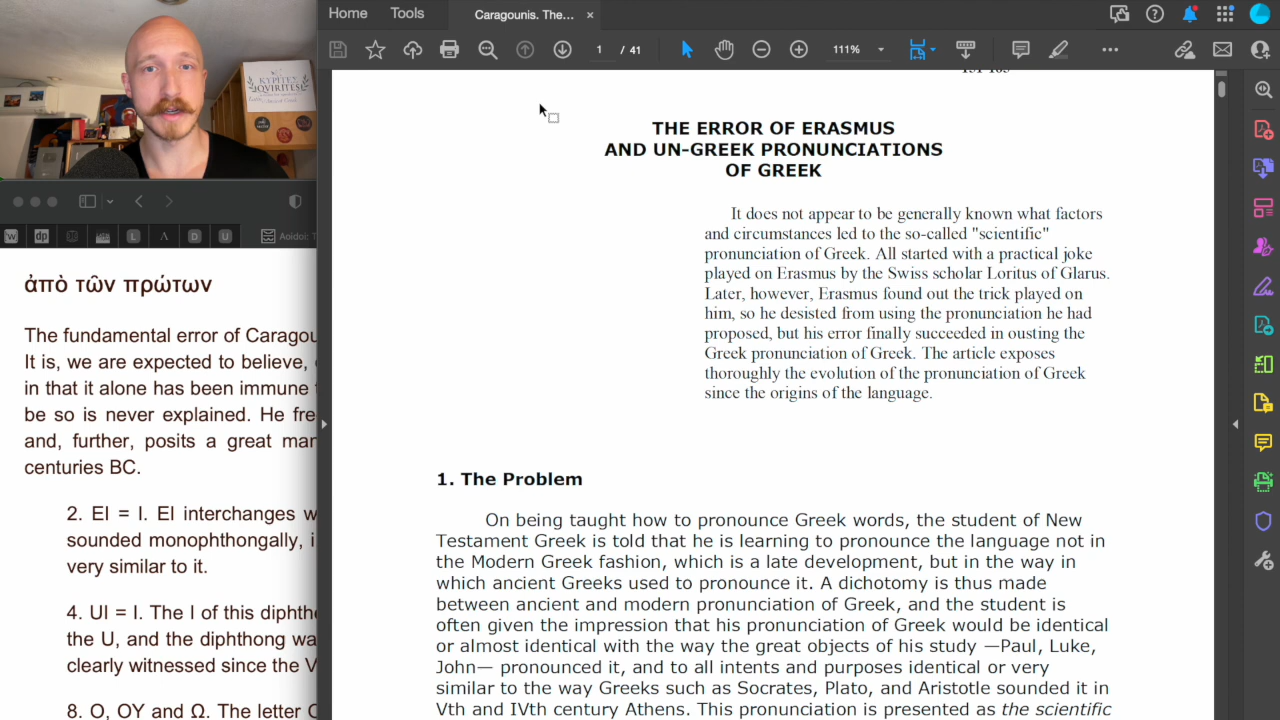 Home Tools Caragounis. The... ×
1 / 41 111%
ΚΥΡΙΤΕΣ
THE ERROR OF ERASMUS
AND UN-GREEK PRONUNCIATIONS
OF GREEK
It does not appear to be generally known what factors
and circumstances led to the so-called "scientific"
pronunciation of Greek. All started with a practical joke
played on Erasmus by the Swiss scholar Loritus of Glarus.
Later, however, Erasmus found out the trick played on
him, so he desisted from using the pronunciation he had
proposed, but his error finally succeeded in ousting the
Greek pronunciation of Greek. The article exposes
thoroughly the evolution of the pronunciation of Greek
since the origins of the language.
1. The Problem
On being taught how to pronounce Greek words, the student of New
Testament Greek is told that he is learning to pronounce the language not in
the Modern Greek fashion, which is a late development, but in the way in
which ancient Greeks used to pronounce it. A dichotomy is thus made
between ancient and modern pronunciation of Greek, and the student is
often given the impression that his pronunciation of Greek would be identical
or almost identical with the way the great objects of his study —Paul, Luke,
John— pronounced it, and to all intents and purposes identical or very
similar to the way Greeks such as Socrates, Plato, and Aristotle sounded it in
Vth and IVth century Athens. This pronunciation is presented as the scientific
W dp L Λ D U Aoidoi: T
ἀπὸ τῶν πρώτων
The fundamental error of Caragou
It is, we are expected to believe,
in that it alone has been immune
be so is never explained. He fre
and, further, posits a great man
centuries BC.
2. EI = I. EI interchanges w
sounded monophthongally, i
very similar to it.
4. UI = I. The I of this diphth
the U, and the diphthong wa
clearly witnessed since the V
8. O, OY and Ω. The letter O